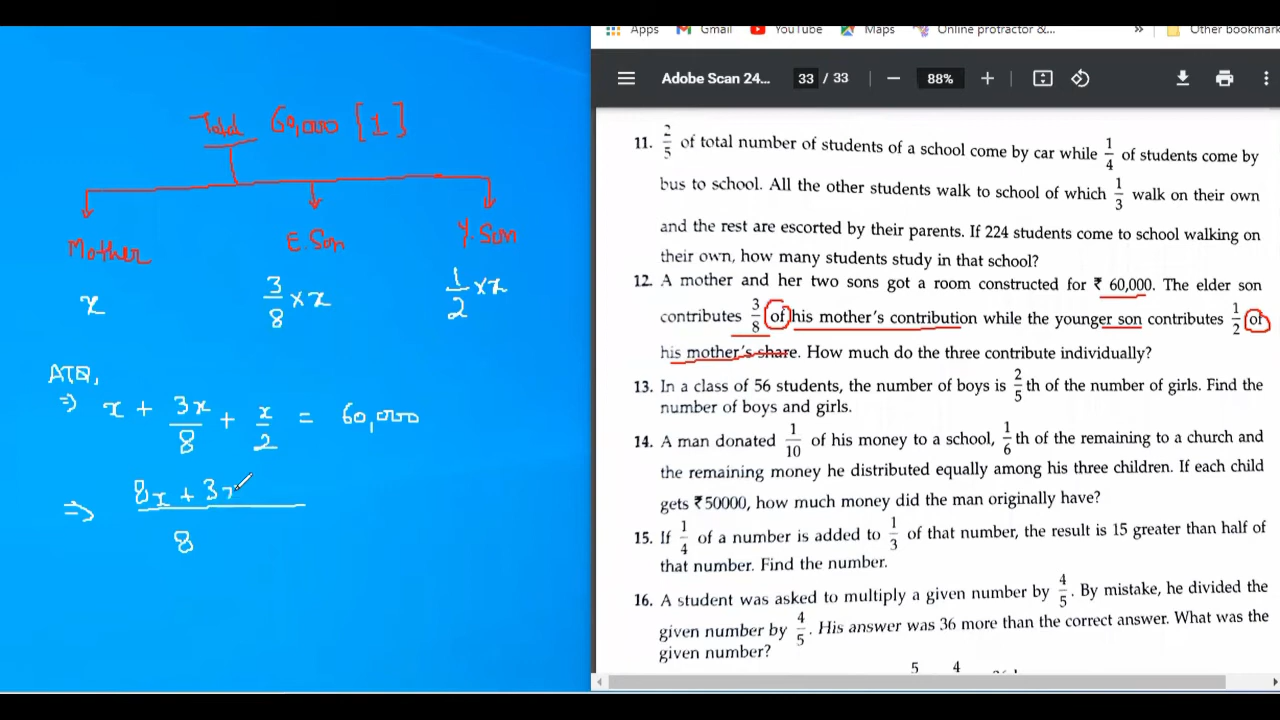 Total 60,000 [1]
Mother E.Son Y.Son
x 3/8 × x 1/2 × x
ATQ,
⇒ x + 3x/8 + x/2 = 60,000
⇒ 8x + 3x
8
Apps Gmail YouTube Maps Online protractor &... » Other bookmark
Adobe Scan 24... 33 / 33 88%
11. 2/5 of total number of students of a school come by car while 1/4 of students come by
bus to school. All the other students walk to school of which 1/3 walk on their own
and the rest are escorted by their parents. If 224 students come to school walking on
their own, how many students study in that school?
12. A mother and her two sons got a room constructed for ₹ 60,000. The elder son
contributes 3/8 of his mother's contribution while the younger son contributes 1/2 of
his mother's share. How much do the three contribute individually?
13. In a class of 56 students, the number of boys is 2/5 th of the number of girls. Find the
number of boys and girls.
14. A man donated 1/10 of his money to a school, 1/6 th of the remaining to a church and
the remaining money he distributed equally among his three children. If each child
gets ₹ 50000, how much money did the man originally have?
15. If 1/4 of a number is added to 1/3 of that number, the result is 15 greater than half of
that number. Find the number.
16. A student was asked to multiply a given number by 4/5. By mistake, he divided the
given number by 4/5. His answer was 36 more than the correct answer. What was the
given number?
5 4